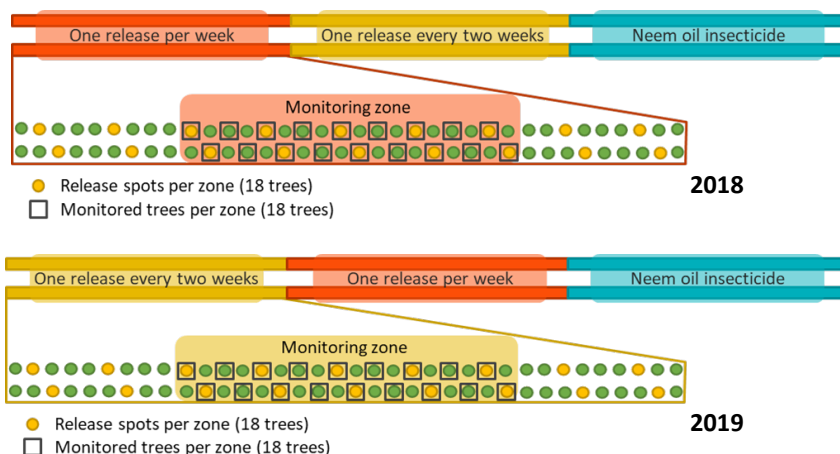 One release per week
One release every two weeks
Neem oil insecticide
Monitoring zone
Release spots per zone (18 trees)
Monitored trees per zone (18 trees)
2018
One release every two weeks
One release per week
Neem oil insecticide
Monitoring zone
Release spots per zone (18 trees)
Monitored trees per zone (18 trees)
2019